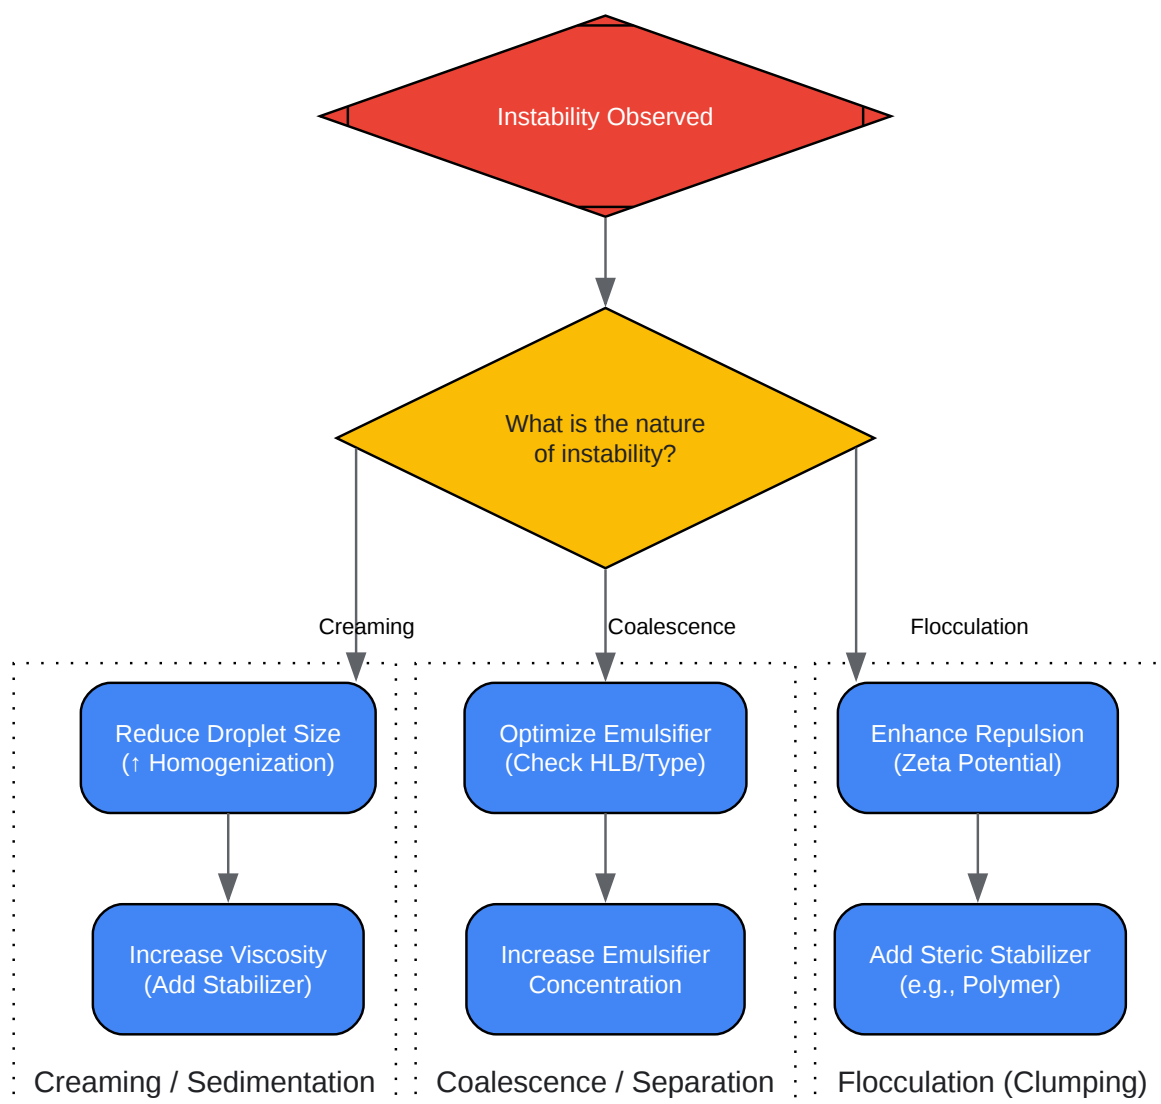 Instability Observed
What is the nature
of instability?
Creaming
Coalescence
Flocculation
Reduce Droplet Size
(↑ Homogenization)
Optimize Emulsifier
(Check HLB/Type)
Enhance Repulsion
(Zeta Potential)
Increase Viscosity
(Add Stabilizer)
Increase Emulsifier
Concentration
Add Steric Stabilizer
(e.g., Polymer)
Creaming / Sedimentation
Coalescence / Separation
Flocculation (Clumping)